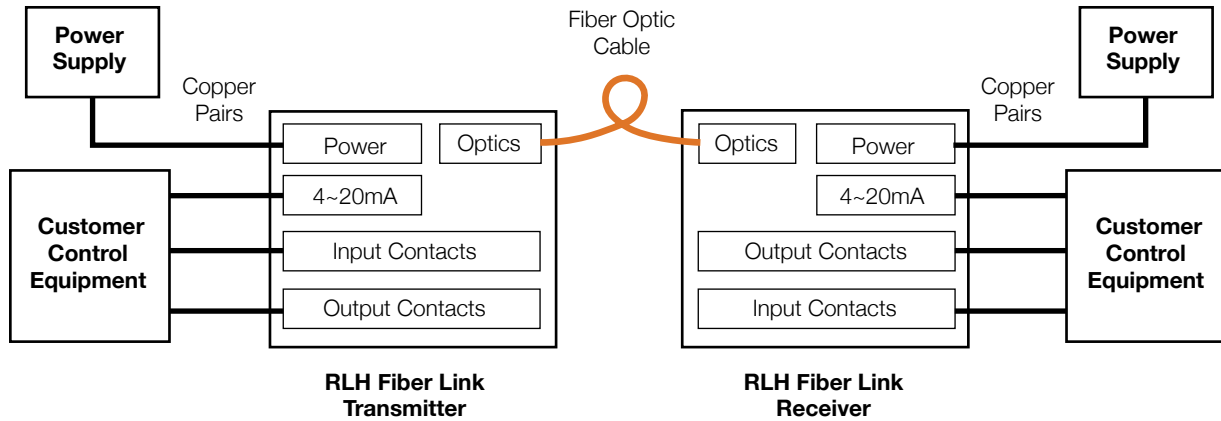 Power
Supply
Copper
Pairs
Fiber Optic
Cable
Copper
Pairs
Power
Supply
Power
Optics
4~20mA
Input Contacts
Output Contacts
Customer
Control
Equipment
RLH Fiber Link
Transmitter
Optics
Power
4~20mA
Output Contacts
Input Contacts
Customer
Control
Equipment
RLH Fiber Link
Receiver